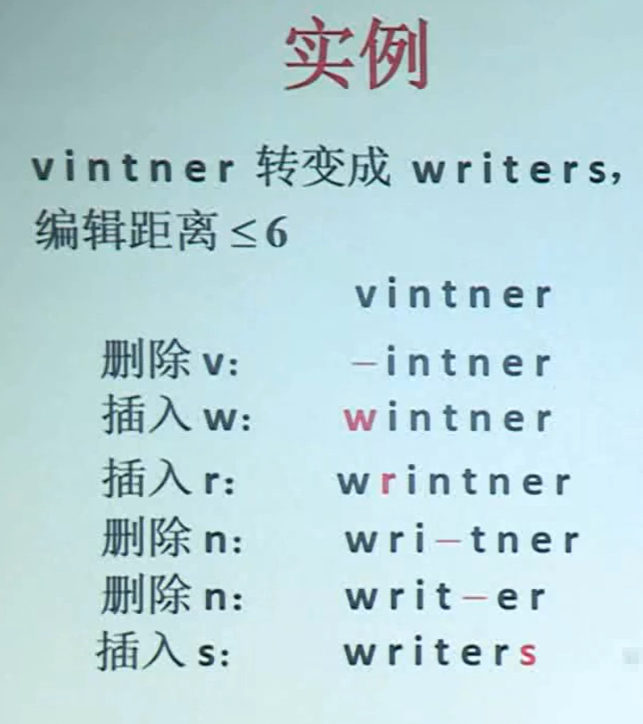 实例
vintner 转变成 writers,
编辑距离≤6
vintner
删除 v: -intner
插入 w: wintner
插入 r: wrintner
删除 n: wri-tner
删除 n: writ-er
插入 s: writers